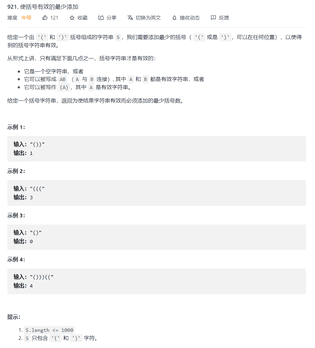 921. 使括号有效的最少添加
难度 中等 121 收藏 分享 切换为英文 接收动态 反馈
给定一个由 '(' 和 ')' 括号组成的字符串 S，我们需要添加最少的括号（ '(' 或是 ')'，可以在任何位置），以使得
到的括号字符串有效。
从形式上讲，只有满足下面几点之一，括号字符串才是有效的：
• 它是一个空字符串，或者
• 它可以被写成 AB （A 与 B 连接），其中 A 和 B 都是有效字符串，或者
• 它可以被写作 (A)，其中 A 是有效字符串。
给定一个括号字符串，返回为使结果字符串有效而必须添加的最少括号数。
示例 1：
输入："())"
输出：1
示例 2：
输入："((("
输出：3
示例 3：
输入："()"
输出：0
示例 4：
输入："()))(("
输出：4
提示：
1. S.length <= 1000
2. S 只包含 '(' 和 ')' 字符。